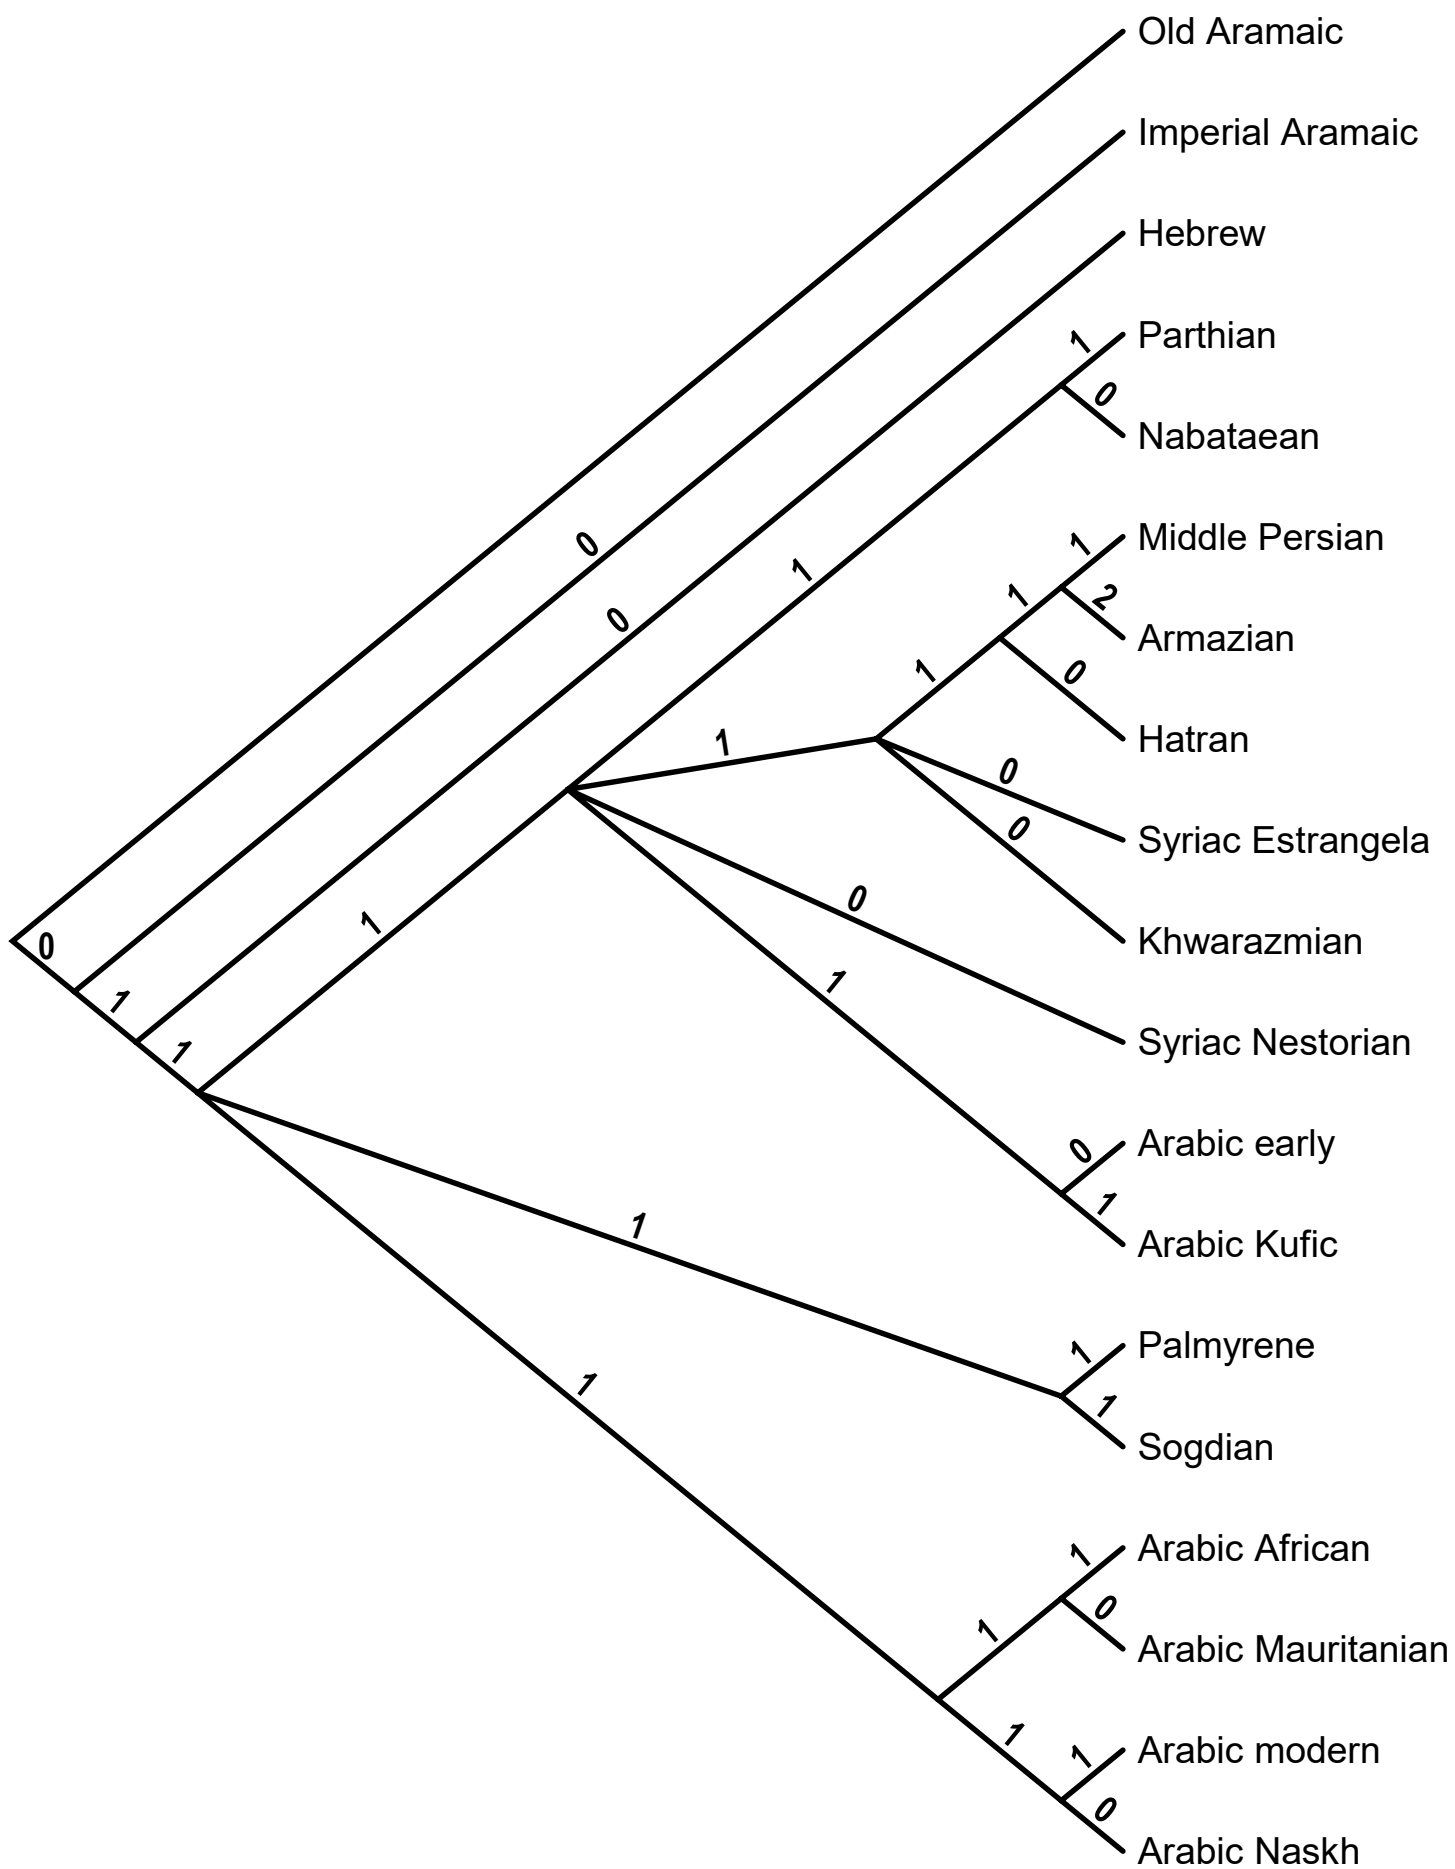 Old Aramaic
Imperial Aramaic
Hebrew
1 Parthian
0
Nabataean
1 Middle Persian
0
1
1
2
0
Armazian
1
0
Hatran
1
0
Syriac Estrangela
0
0
Khwarazmian
1
0
1
1
Syriac Nestorian
1
0 Arabic early
1
1
Arabic Kufic
1 Palmyrene
1
1
Sogdian
1 Arabic African
0
1
Arabic Mauritanian
1
1 Arabic modern
0
Arabic Naskh